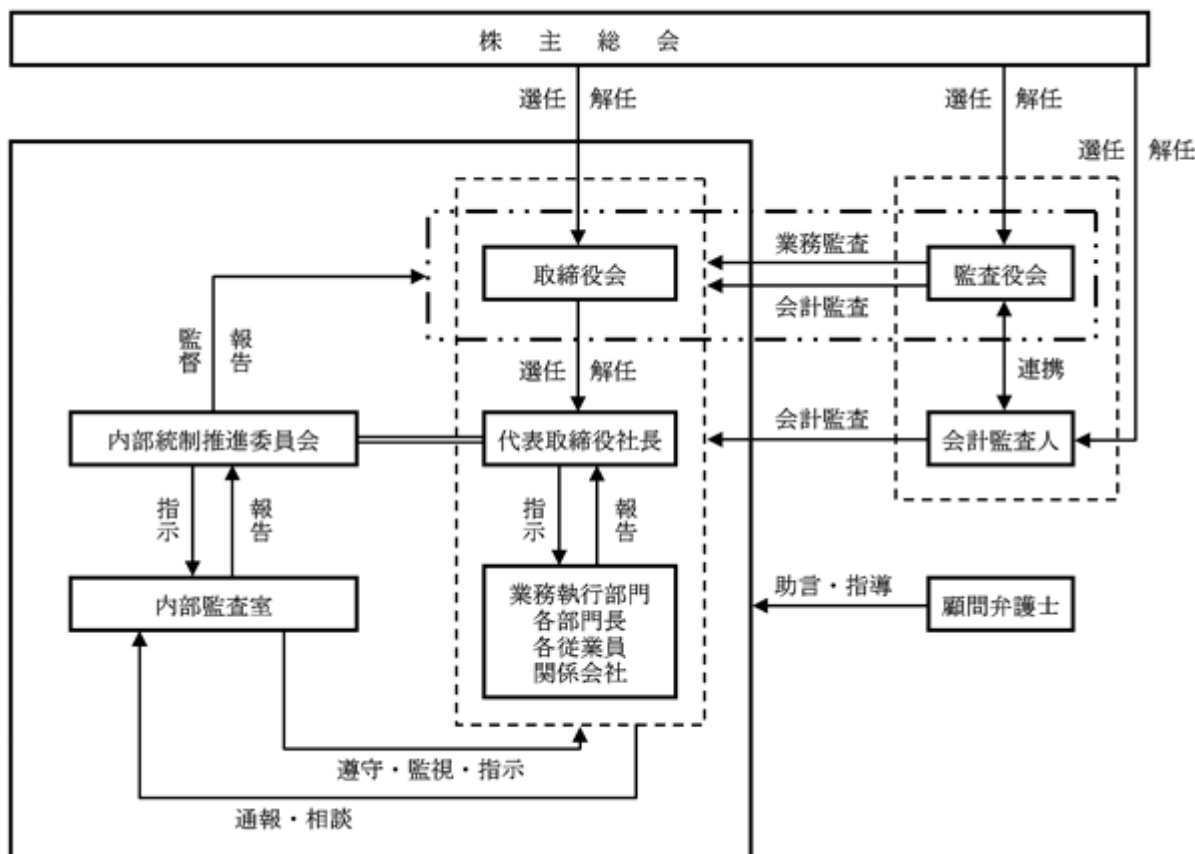 株主総会
選任 解任
選任 解任
選任 解任
業務監査
取締役会
監査役会
会計監査
監督 報告
選任 解任
連携
内部統制推進委員会
代表取締役社長
会計監査
会計監査人
指示 報告
指示 報告
内部監査室
業務執行部門
各部門長
各従業員
関係会社
助言・指導
顧問弁護士
遵守・監視・指示
通報・相談